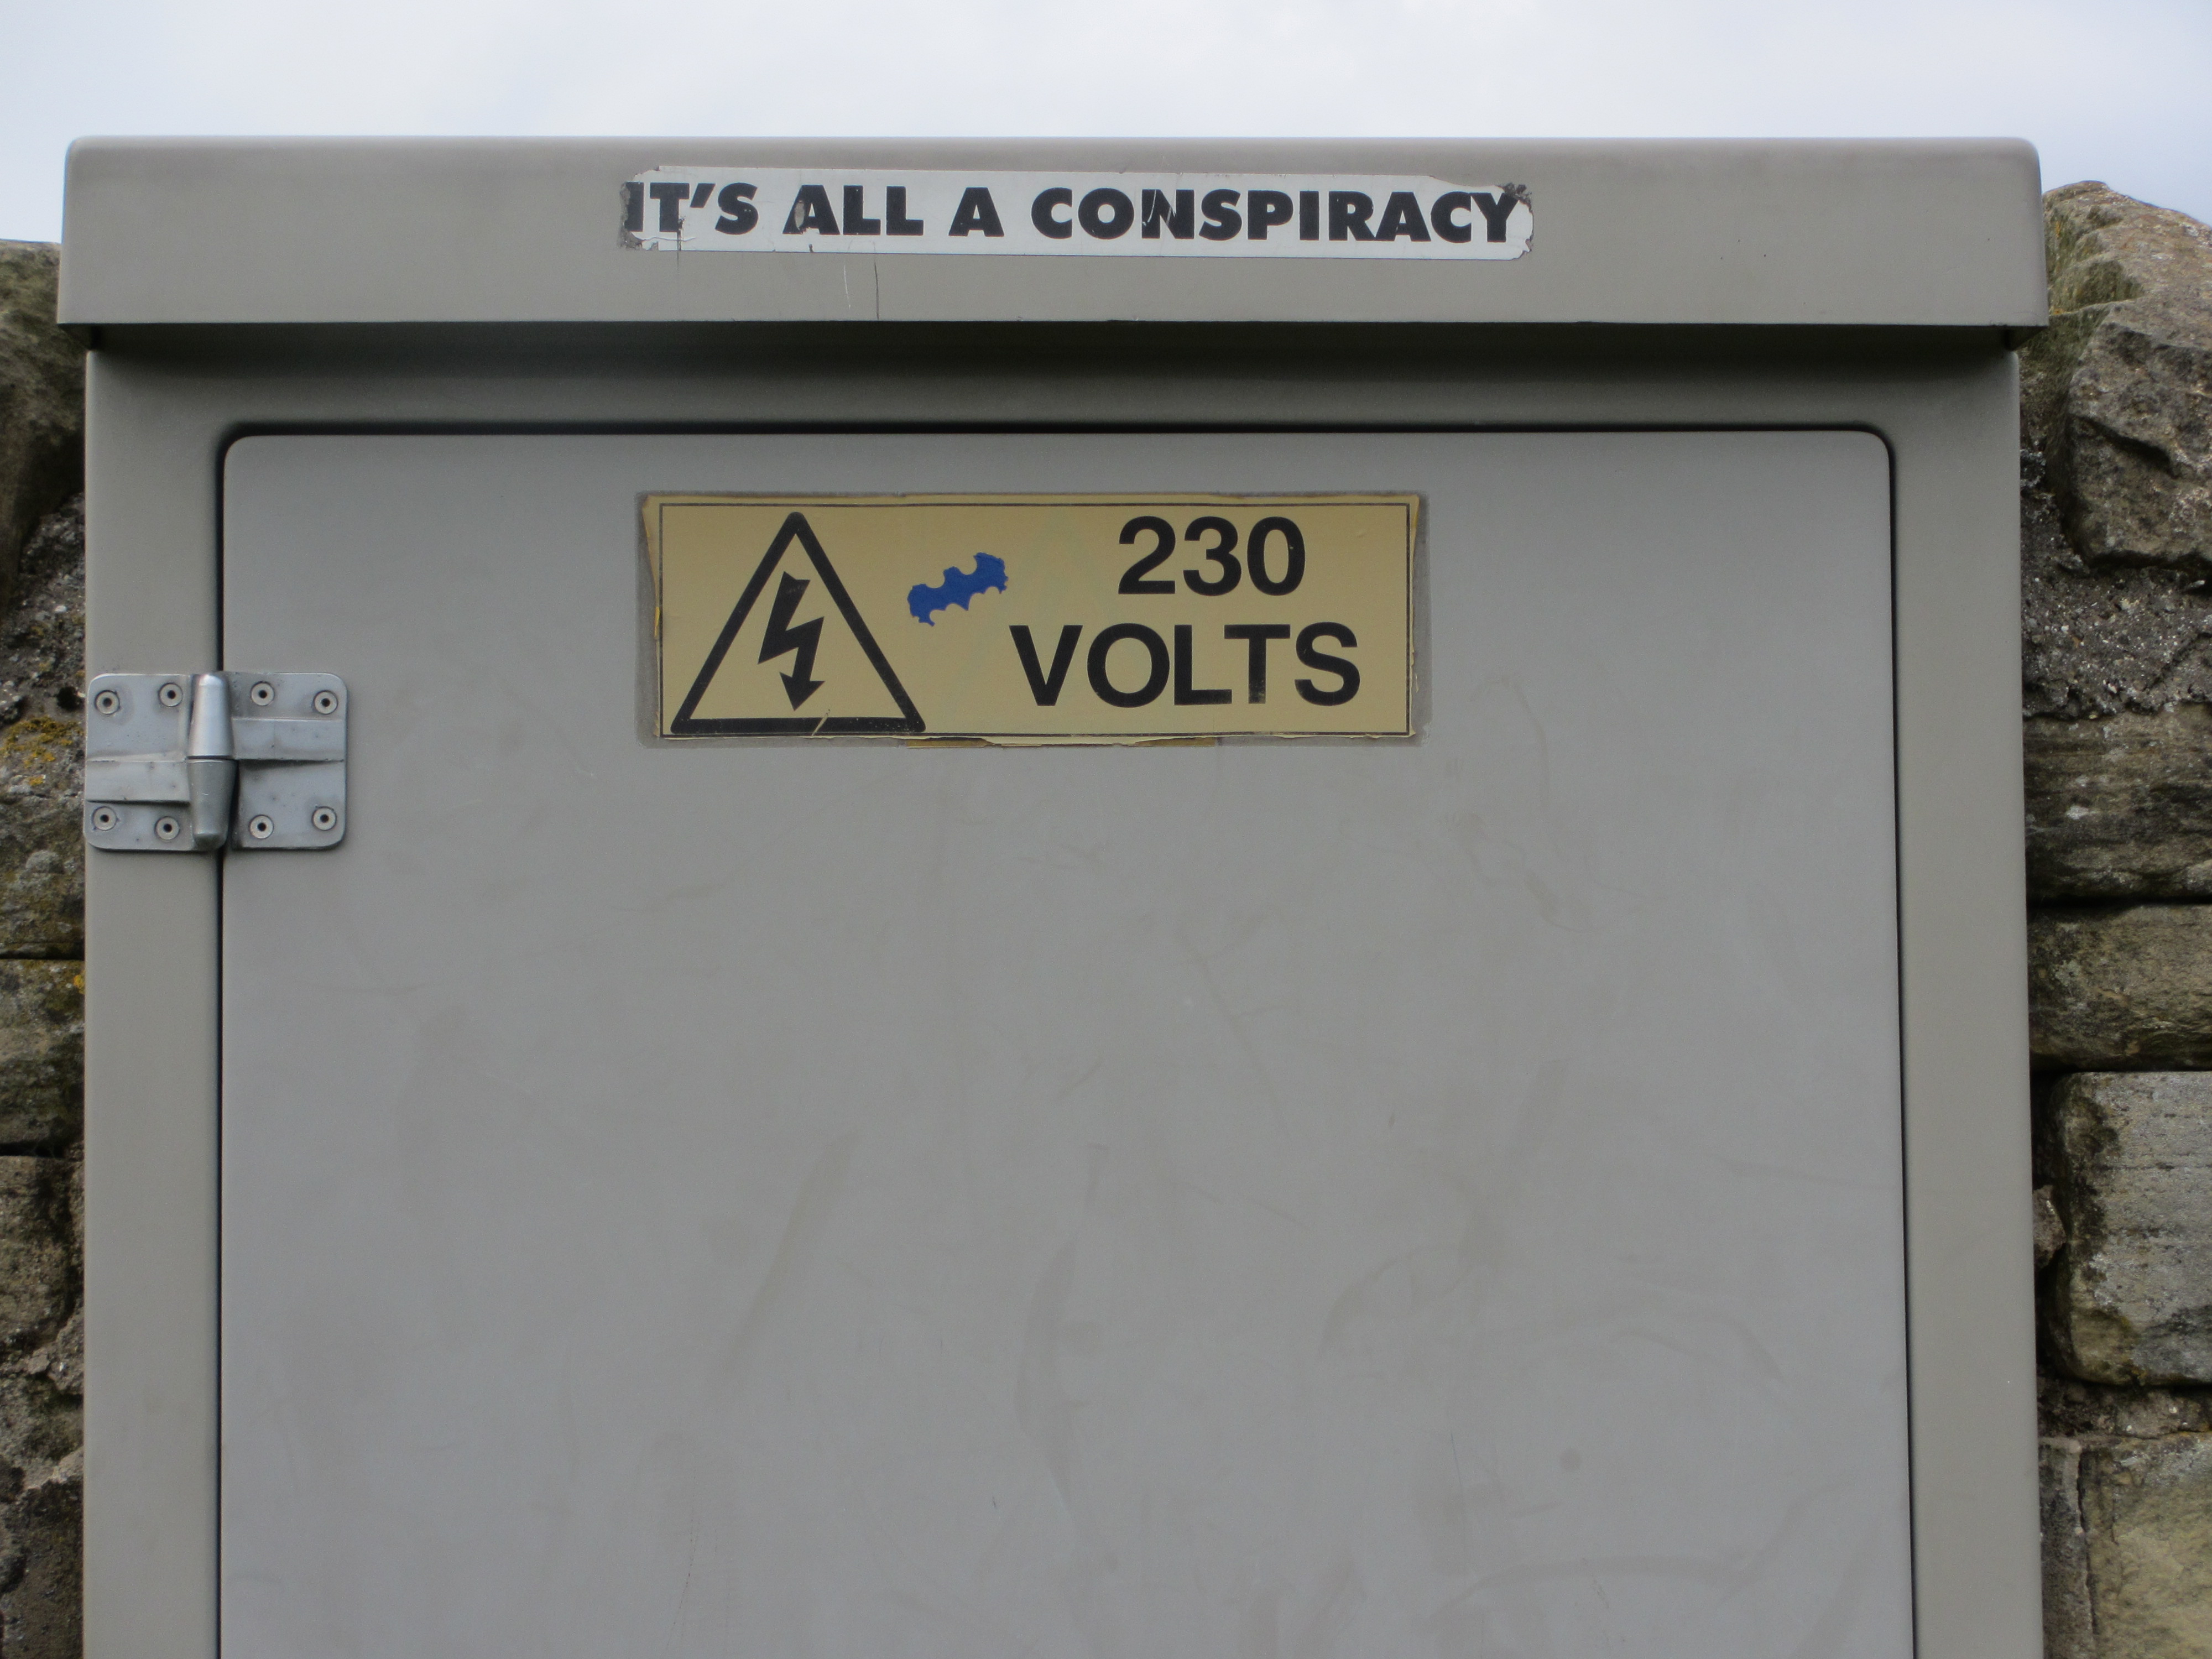 IT'S ALL A CONSPIRACY
230
VOLTS